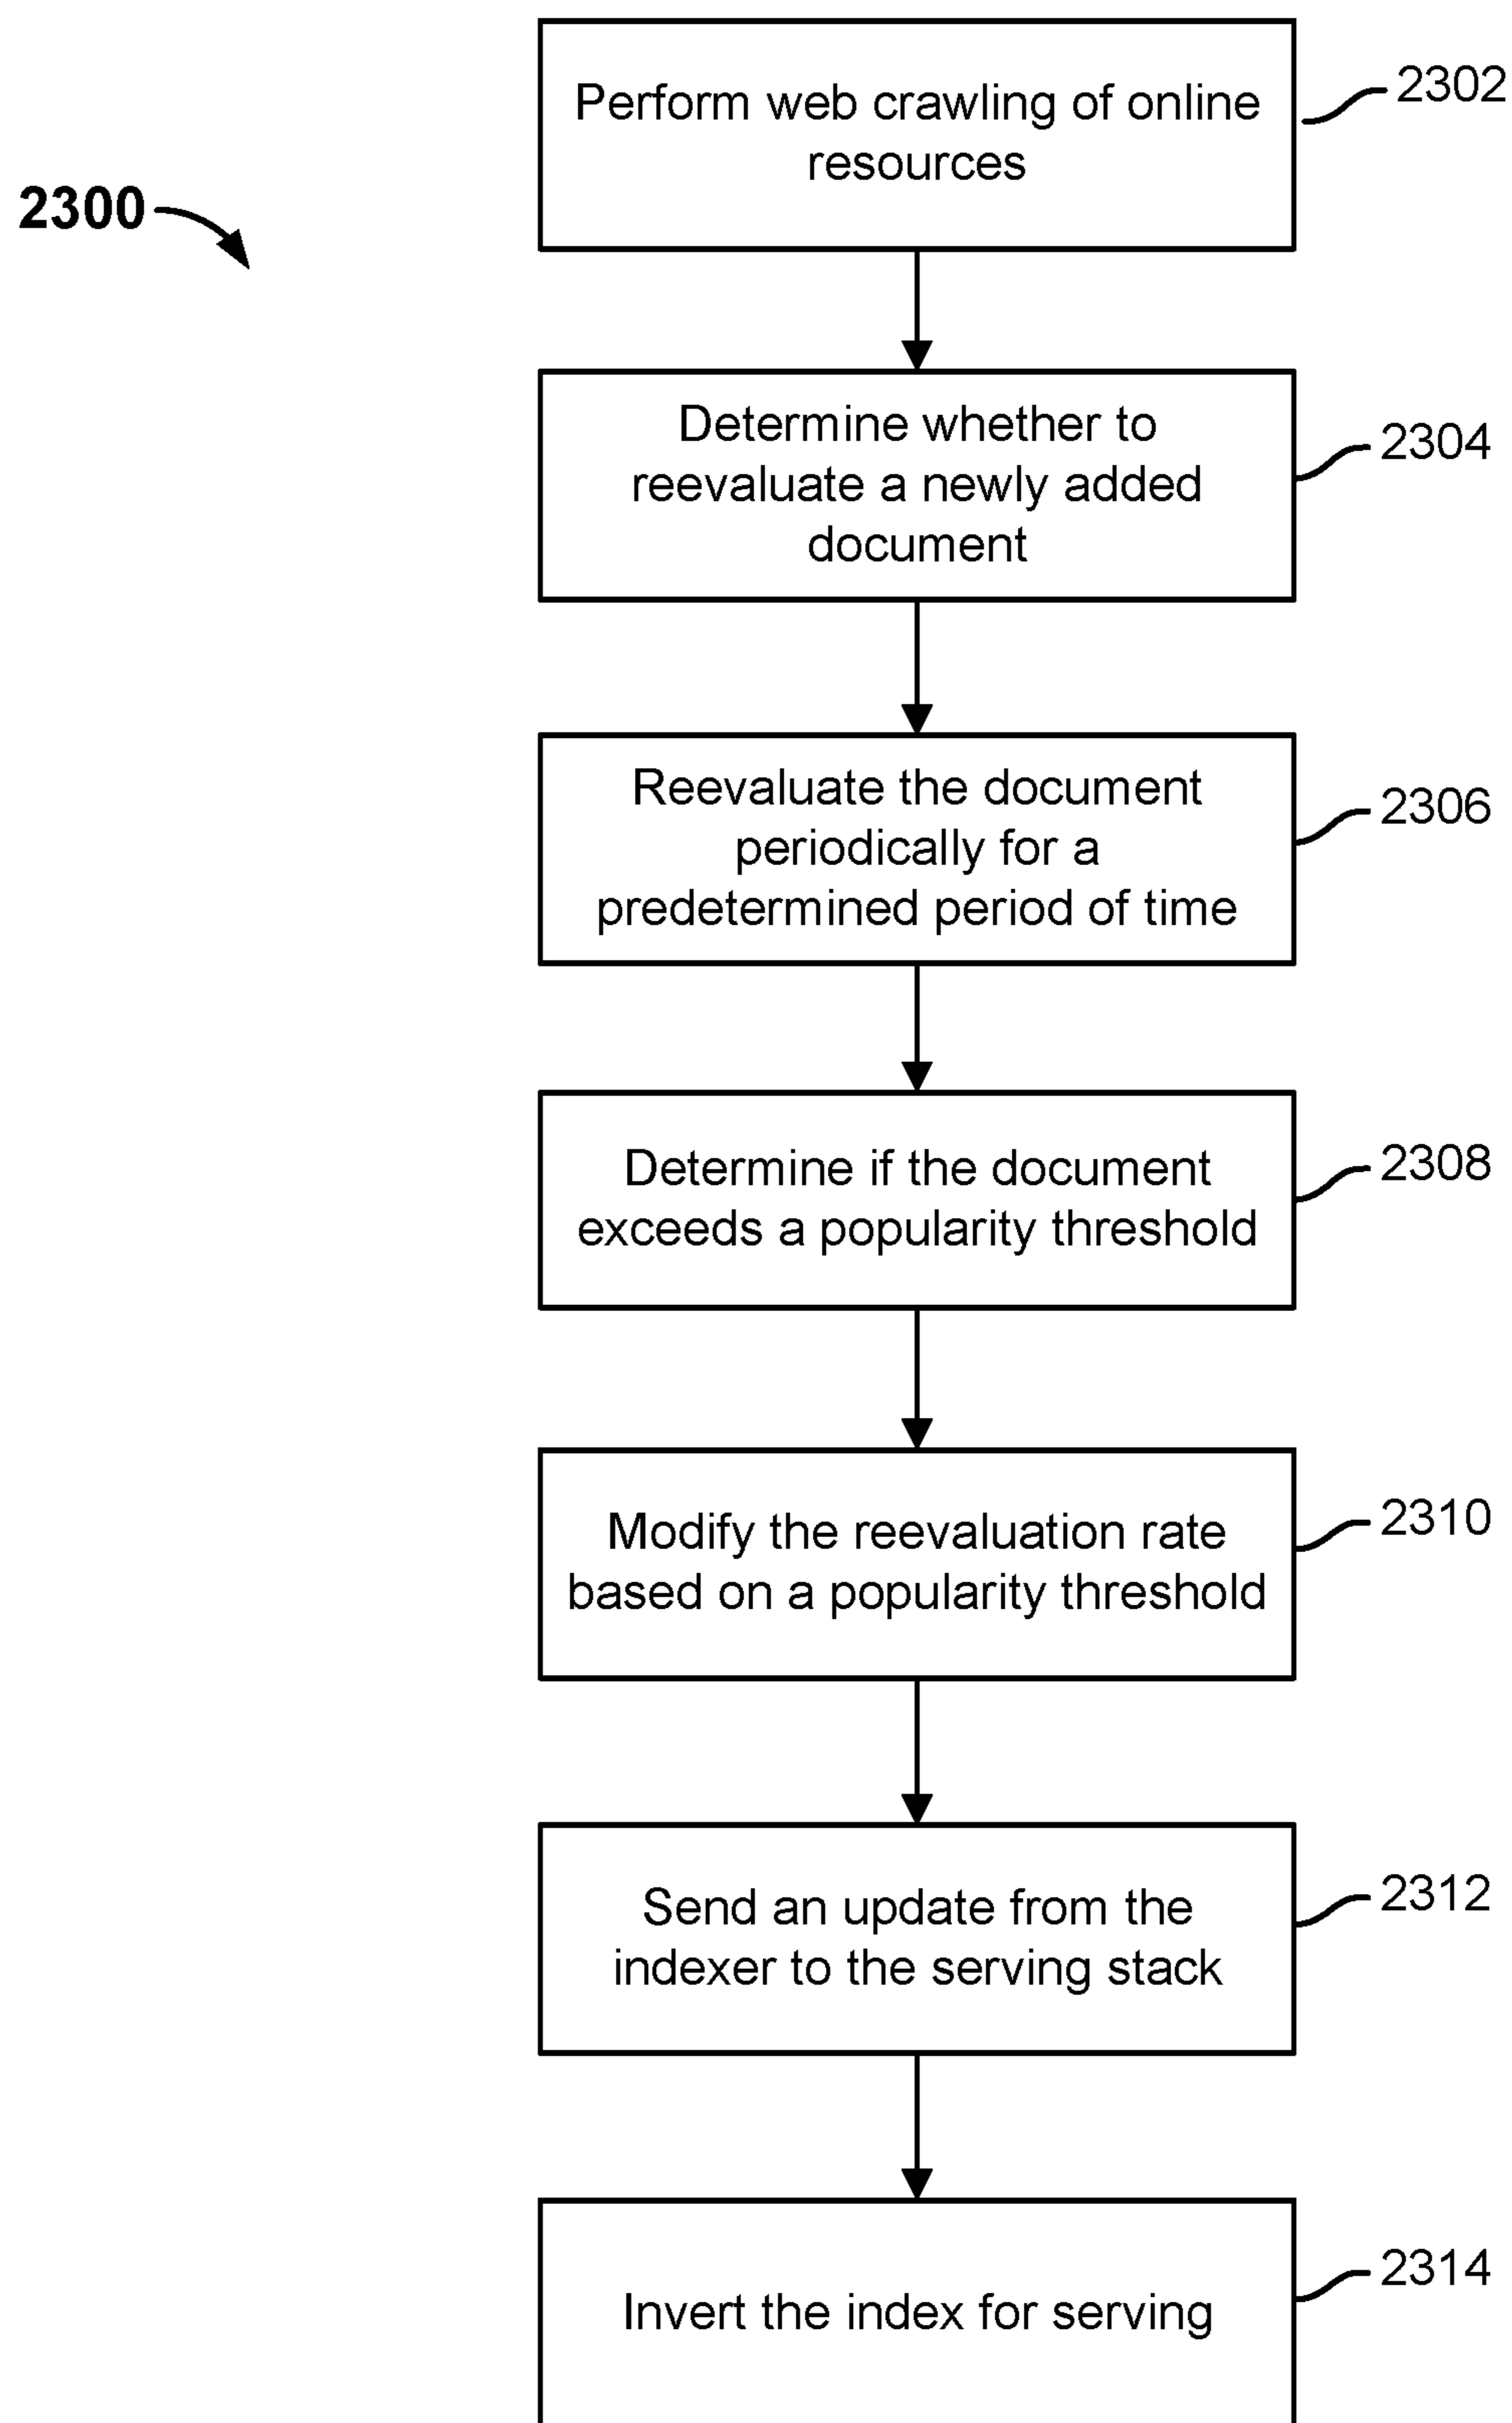 Perform web crawling of online
resources
2302
2300
Determine whether to
reevaluate a newly added
document
2304
Reevaluate the document
periodically for a
predetermined period of time
2306
Determine if the document
exceeds a popularity threshold
2308
Modify the reevaluation rate
based on a popularity threshold
2310
Send an update from the
indexer to the serving stack
2312
Invert the index for serving
2314